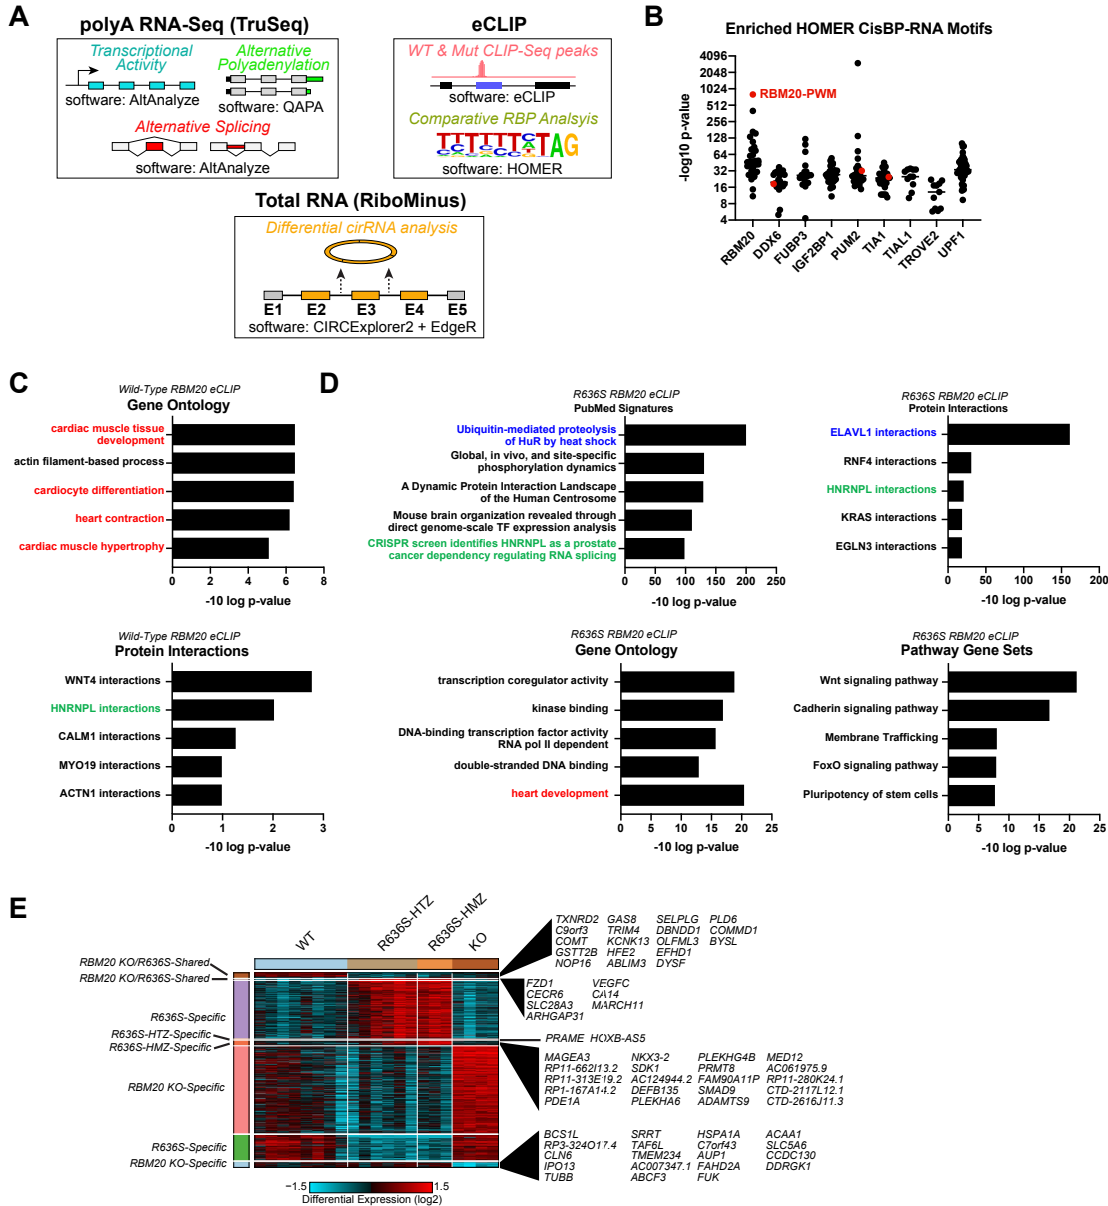 A
polyA RNA-Seq (TruSeq)
Transcriptional
Activity
software: AltAnalyze
Alternative
Polyadenylation
software: QAPA
Alternative Splicing
software: AltAnalyze
eCLIP
WT & Mut CLIP-Seq peaks
software: eCLIP
Comparative RBP Analsyis
software: HOMER
Total RNA (RiboMinus)
Differential cirRNA analysis
E1 E2 E3 E4 E5
software: CIRCExplorer2 + EdgeR
B
Enriched HOMER CisBP-RNA Motifs
-log10 p-value
4096
2048
1024
512
256
128
64
32
16
8
4
RBM20-PWM
RBM20 DDX6 FUBP3 IGF2BP1 PUM2 TIA1 TIAL1 TROVE2 UPF1
C
Wild-Type RBM20 eCLIP
Gene Ontology
cardiac muscle tissue
development
actin filament-based process
cardiocyte differentiation
heart contraction
cardiac muscle hypertrophy
0 2 4 6 8
-10 log p-value
Wild-Type RBM20 eCLIP
Protein Interactions
WNT4 interactions
HNRNPL interactions
CALM1 interactions
MYO19 interactions
ACTN1 interactions
0 1 2 3
-10 log p-value
D
R636S RBM20 eCLIP
PubMed Signatures
Ubiquitin-mediated proteolysis
of HuR by heat shock
Global, in vivo, and site-specific
phosphorylation dynamics
A Dynamic Protein Interaction Landscape
of the Human Centrosome
Mouse brain organization revealed through
direct genome-scale TF expression analysis
CRISPR screen identifies HNRNPL as a prostate
cancer dependency regulating RNA splicing
0 50 100 150 200 250
-10 log p-value
R636S RBM20 eCLIP
Protein Interactions
ELAVL1 interactions
RNF4 interactions
HNRNPL interactions
KRAS interactions
EGLN3 interactions
0 50 100 150 200
-10 log p-value
R636S RBM20 eCLIP
Gene Ontology
transcription coregulator activity
kinase binding
DNA-binding transcription factor activity
RNA pol II dependent
double-stranded DNA binding
heart development
0 5 10 15 20 25
-10 log p-value
R636S RBM20 eCLIP
Pathway Gene Sets
Wnt signaling pathway
Cadherin signaling pathway
Membrane Trafficking
FoxO signaling pathway
Pluripotency of stem cells
0 5 10 15 20 25
-10 log p-value
E
WT R636S-HTZ R636S-HMZ KO
RBM20 KO/R636S-Shared
RBM20 KO/R636S-Shared
R636S-Specific
R636S-HTZ-Specific
R636S-HMZ-Specific
RBM20 KO-Specific
R636S-Specific
RBM20 KO-Specific
TXNRD2 GAS8 SELPLG PLD6
C9orf3 TRIM4 DBNDD1 COMMD1
COMT KCNK13 OLFML3 BYSL
GSTT2B HFE2 EFHD1
NOP16 ABLIM3 DYSF
FZD1 VEGFC
CECR6 CA14
SLC28A3 MARCH11
ARHGAP31
PRAME HOXB-AS5
MAGEA3 NKX3-2 PLEKHG4B MED12
RP11-662I13.2 SDK1 PRMT8 AC061975.9
RP11-313E19.2 AC124944.2 FAM90A11P RP11-280K24.1
RP1-167A14.2 DEFB135 SMAD9 CTD-2117L12.1
PDE1A PLEKHA6 ADAMTS9 CTD-2616J11.3
BCS1L SRRT HSPA1A ACAA1
RP3-324O17.4 TAF6L C7orf43 SLC5A6
CLN6 TMEM234 AUP1 CCDC130
IPO13 AC007347.1 FAHD2A DDRGK1
TUBB ABCF3 FUK
−1.5 1.5
Differential Expression (log2)